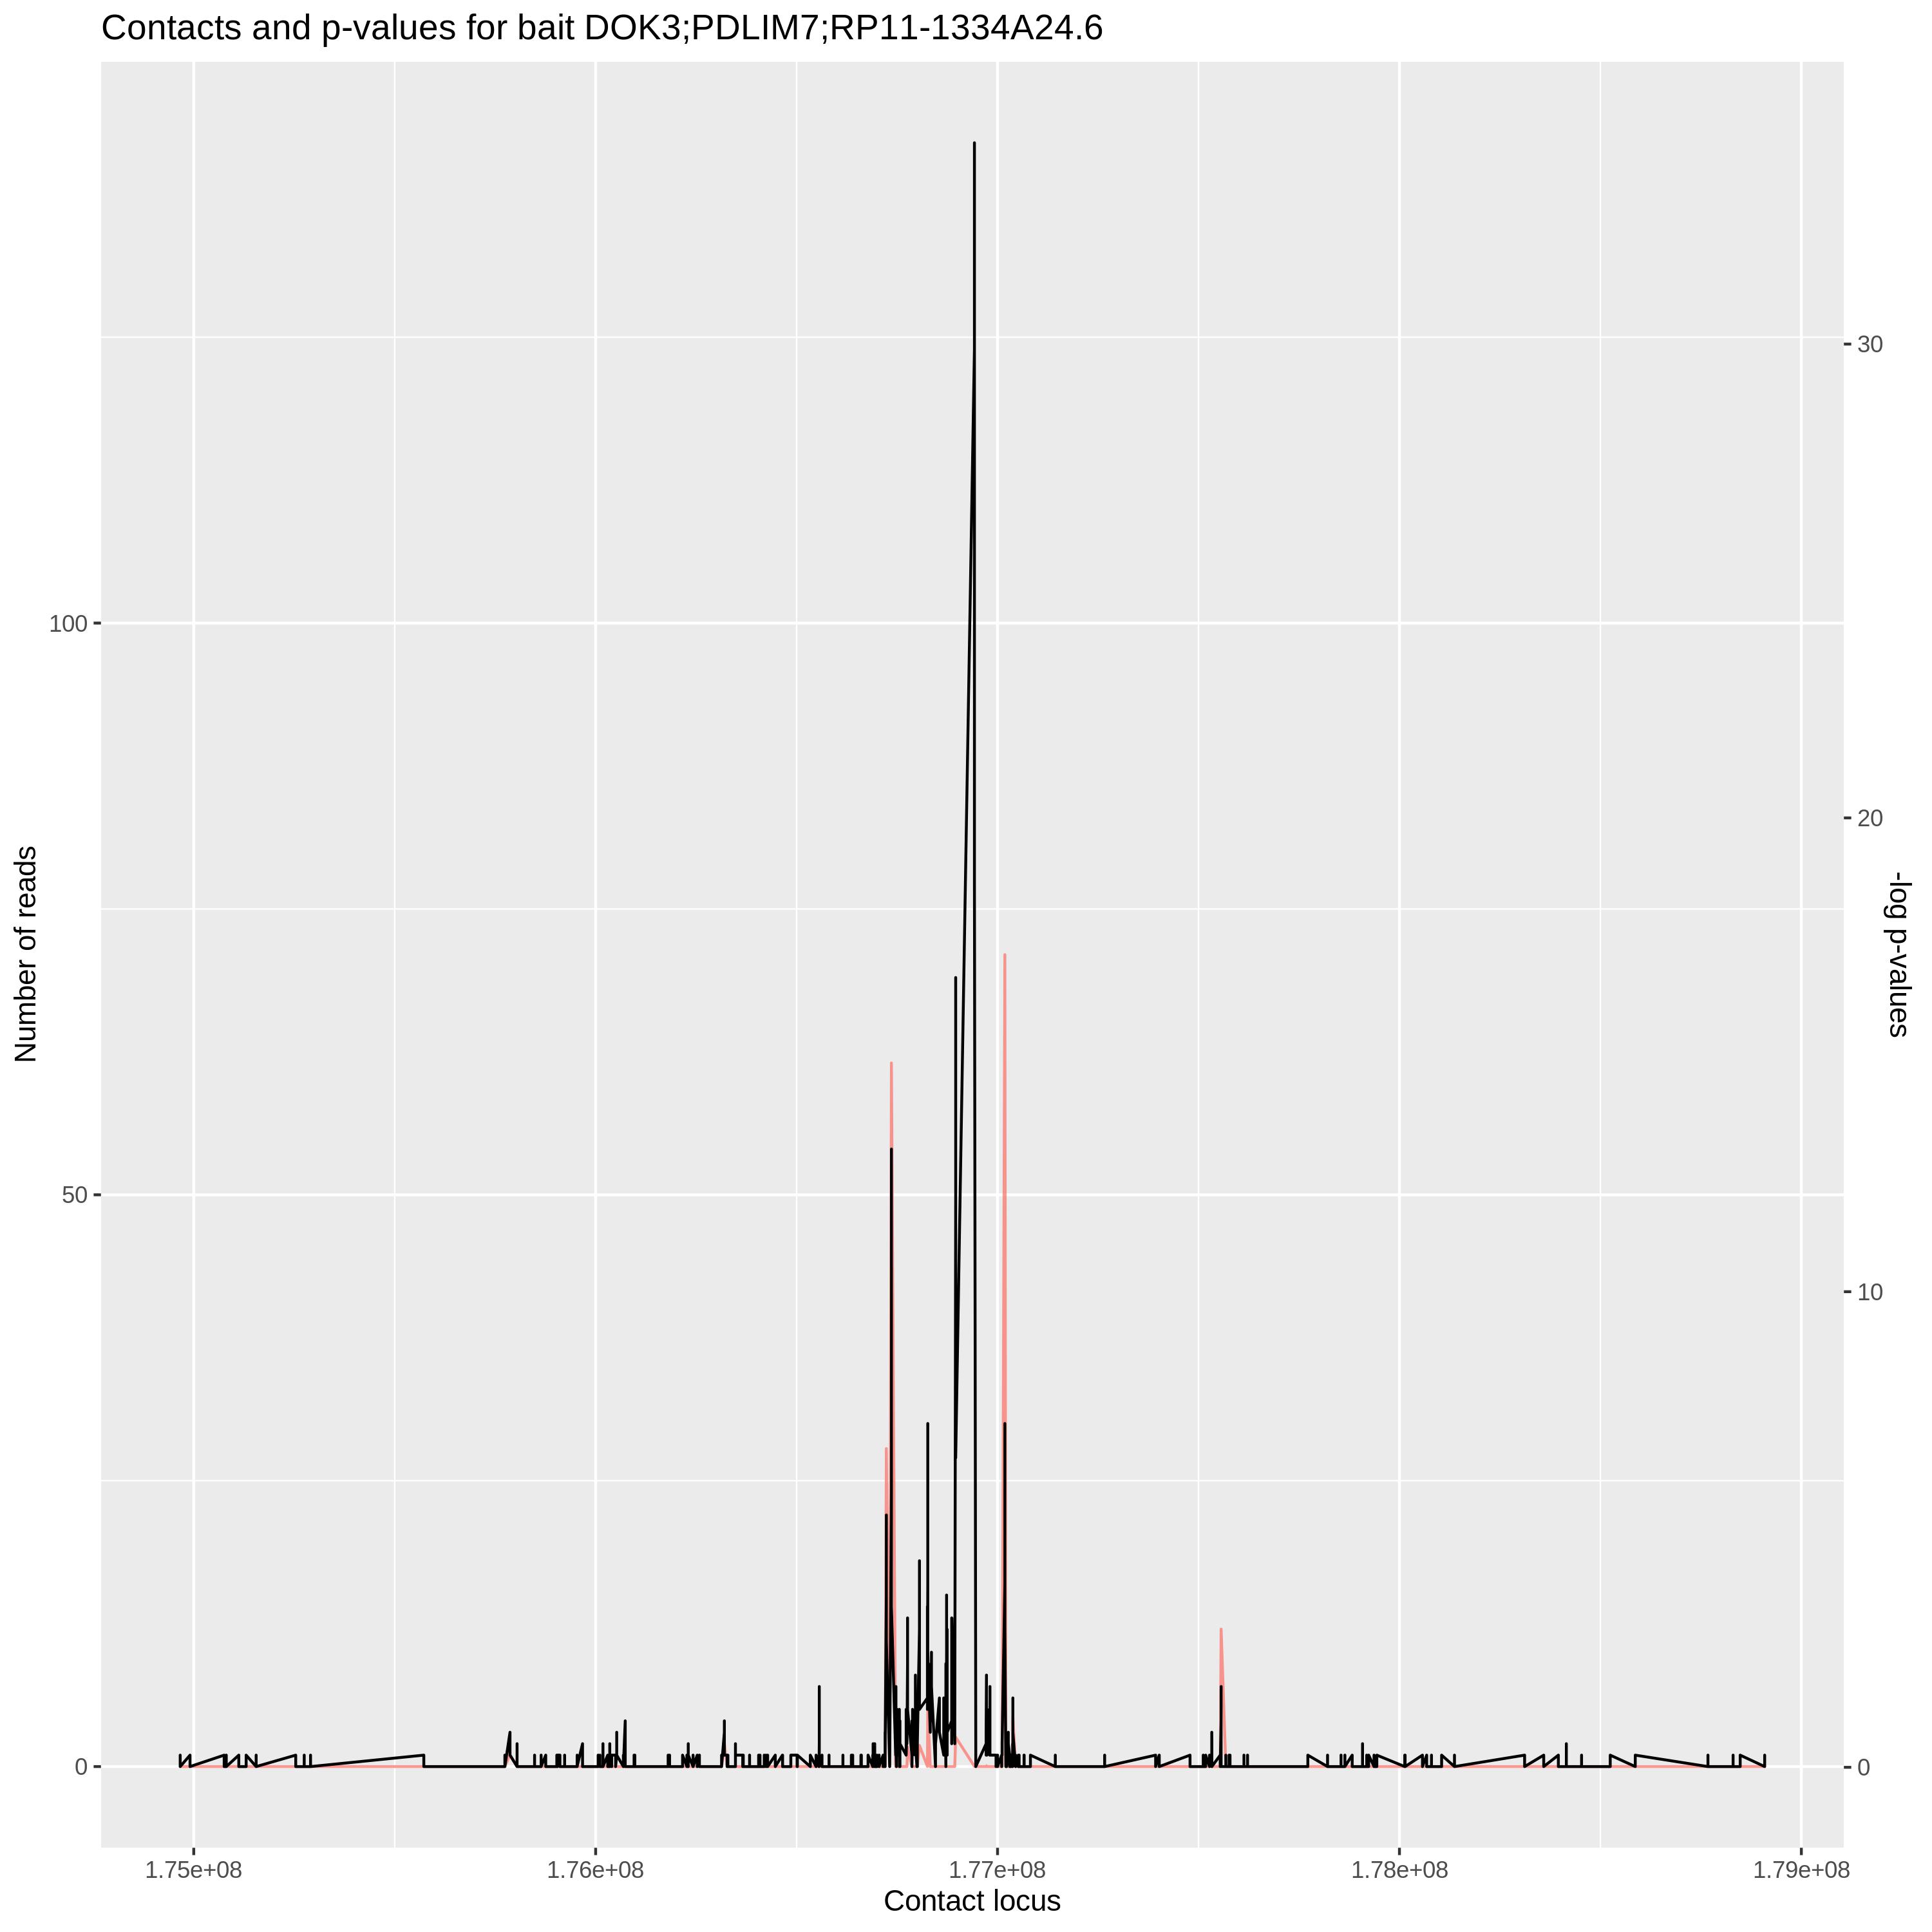 Contacts and p-values for bait DOK3;PDLIM7;RP11-1334A24.6
Number of reads
100
50
0
30
20
10
0
-log p-values
1.75e+08
1.76e+08
1.77e+08
1.78e+08
1.79e+08
Contact locus